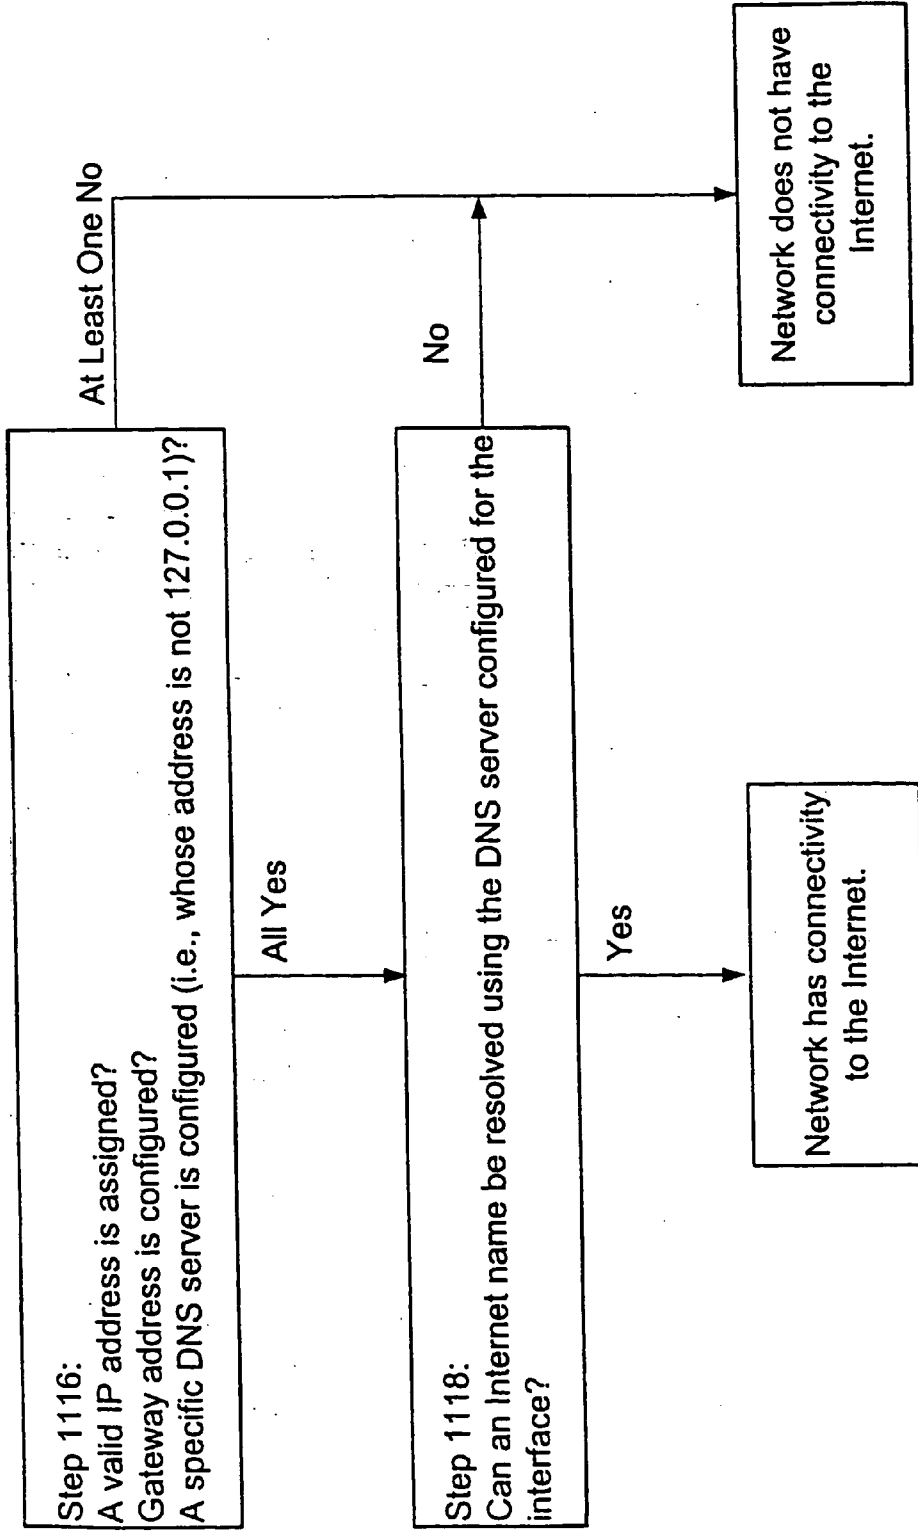 Step 1116:
A valid IP address is assigned?
Gateway address is configured?
A specific DNS server is configured (i.e., whose address is not 127.0.0.1)?
At Least One No
All Yes
Step 1118:
Can an Internet name be resolved using the DNS server configured for the
interface?
No
Yes
Network has connectivity
to the Internet.
Network does not have
connectivity to the
Internet.